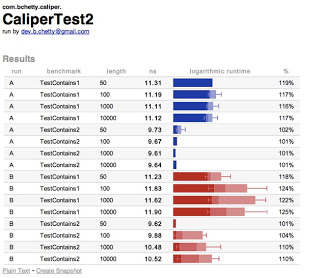 com.bchetty.caliper.
CaliperTest2
run by dev.b.chetty@gmail.com
Results
run benchmark length ns logarithmic runtime %
A TestContains1 50 11.31 119%
A TestContains1 100 11.19 117%
A TestContains1 1000 11.11 116%
A TestContains1 10000 11.12 117%
A TestContains2 50 9.73 102%
A TestContains2 100 9.67 101%
A TestContains2 1000 9.61 101%
A TestContains2 10000 9.64 101%
B TestContains1 50 11.23 118%
B TestContains1 100 11.83 124%
B TestContains1 1000 11.62 122%
B TestContains1 10000 11.90 125%
B TestContains2 50 9.62 101%
B TestContains2 100 9.88 104%
B TestContains2 1000 10.48 110%
B TestContains2 10000 10.52 110%
Plain Text • Create Snapshot